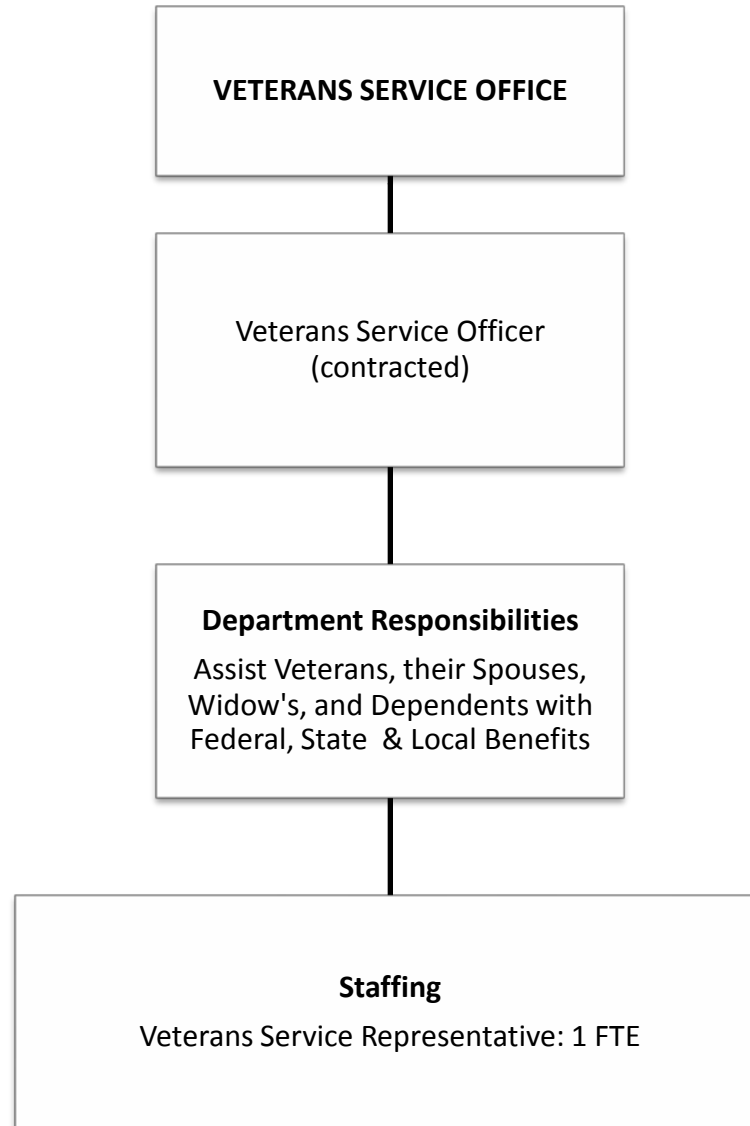 VETERANS SERVICE OFFICE
Veterans Service Officer
(contracted)
Department Responsibilities
Assist Veterans, their Spouses,
Widow's, and Dependents with
Federal, State  & Local Benefits
Staffing
Veterans Service Representative: 1 FTE